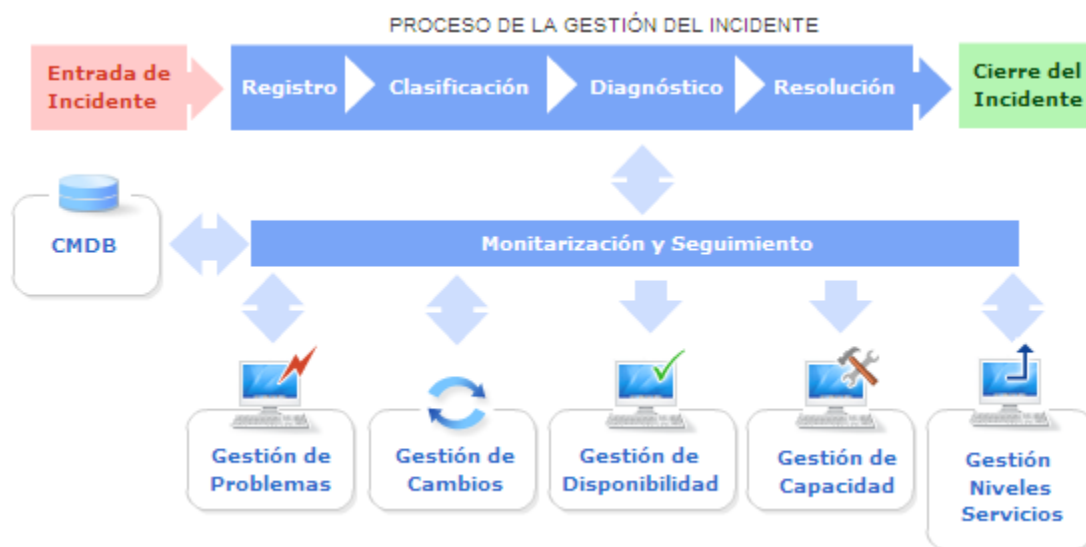 PROCESO DE LA GESTIÓN DEL INCIDENTE
Entrada de
Incidente
Registro
Clasificación
Diagnóstico
Resolución
Cierre del
Incidente
CMDB
Monitarización y Seguimiento
Gestión de
Problemas
Gestión de
Cambios
Gestión de
Disponibilidad
Gestión de
Capacidad
Gestión
Niveles
Servicios